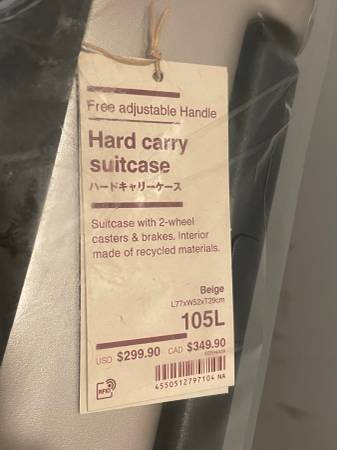 Free adjustable Handle
Hard carry
suitcase
ハードキャリーケース
Suitcase with 2-wheel
casters & brakes. Interior
made of recycled materials.
Beige
L77xW52xT29cm
105L
USD $299.90 CAD $349.90
RFID
4550512797104 NA